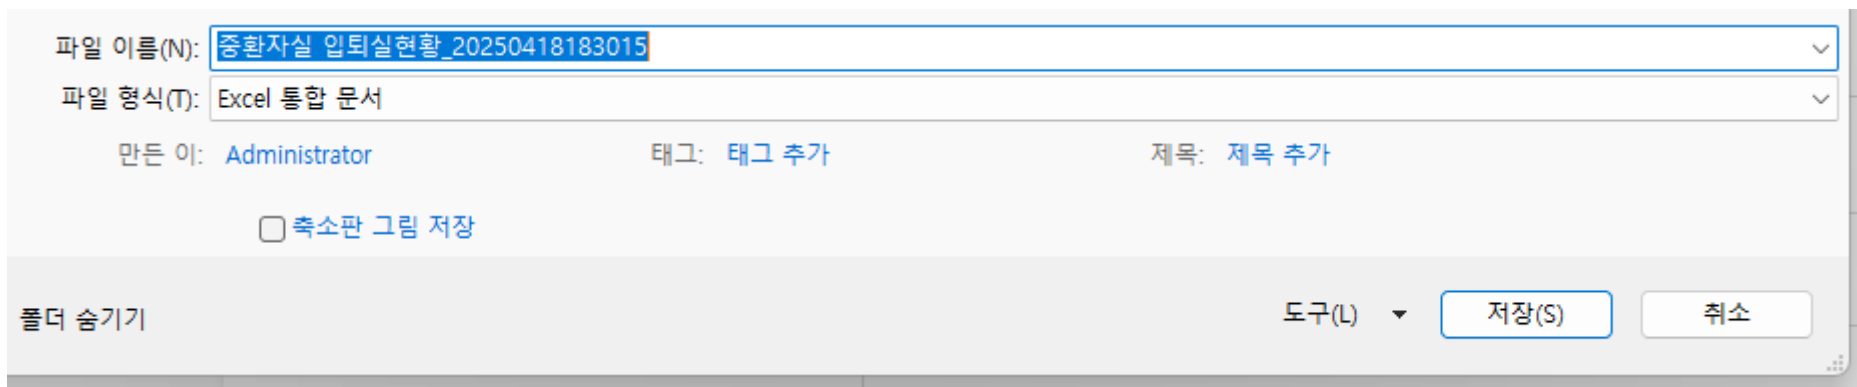 파일 이름(N): 중환자실 입퇴실현황_20250418183015
파일 형식(T): Excel 통합 문서
만든 이: Administrator 태그: 태그 추가 제목: 제목 추가
축소판 그림 저장
폴더 숨기기 도구(L) 저장(S) 취소